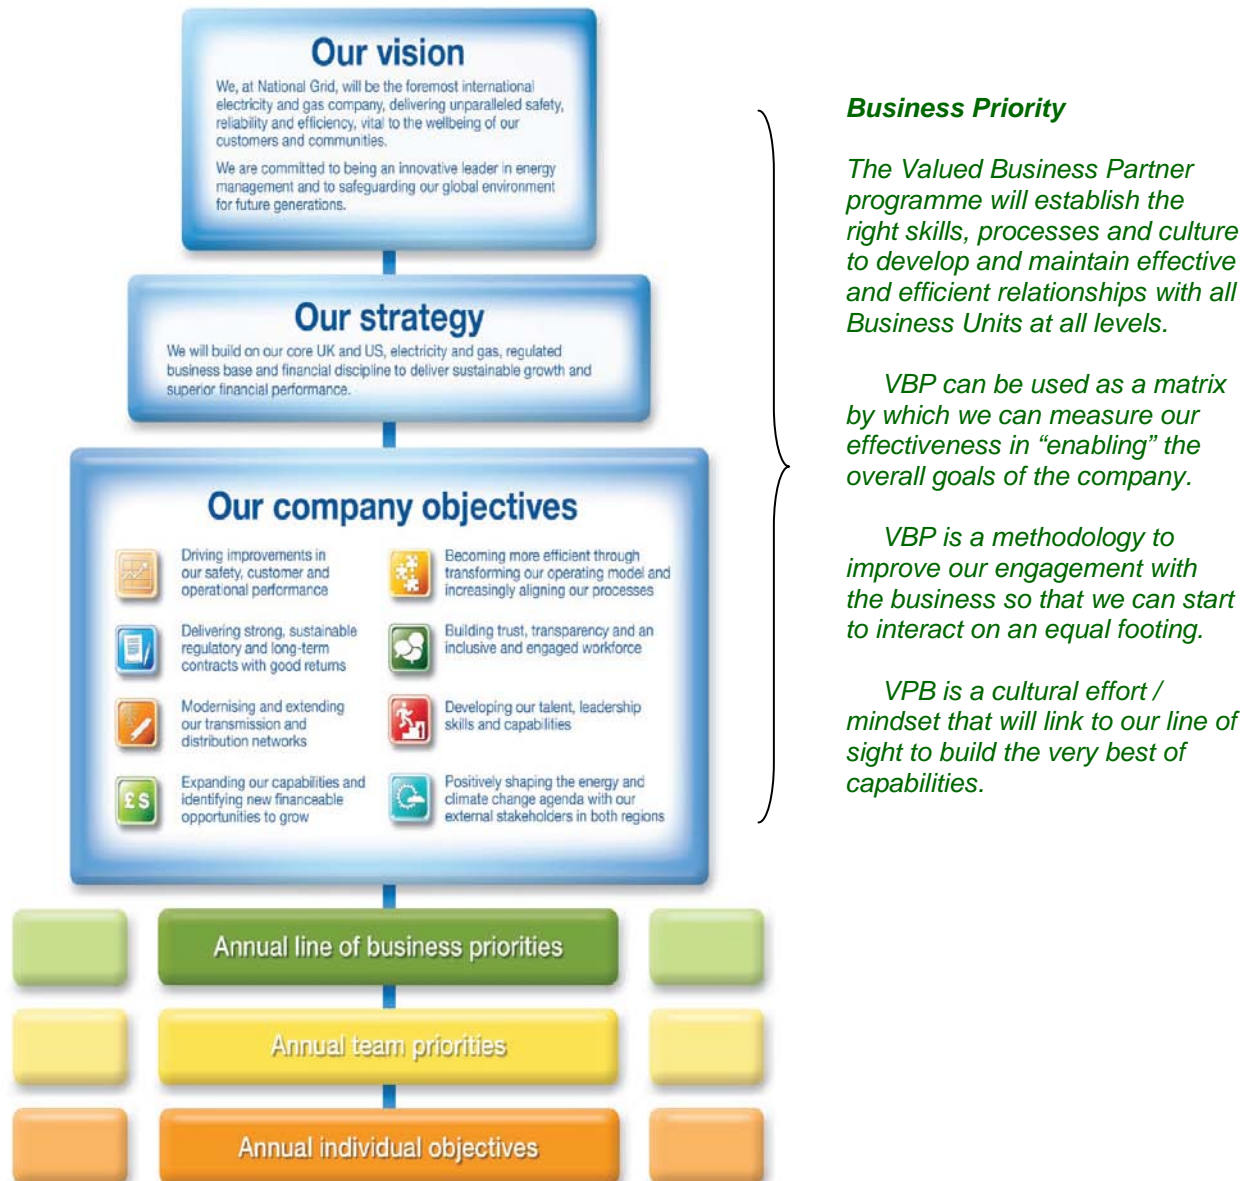 Our vision
We, at National Grid, will be the foremost international
electricity and gas company, delivering unparalleled safety,
reliability and efficiency, vital to the wellbeing of our
customers and communities.
We are committed to being an innovative leader in energy
management and to safeguarding our global environment
for future generations.
Our strategy
We will build on our core UK and US, electricity and gas, regulated
business base and financial discipline to deliver sustainable growth and
superior financial performance.
Our company objectives
Driving improvements in
our safety, customer and
operational performance
Delivering strong, sustainable
regulatory and long-term
contracts with good returns
Modernising and extending
our transmission and
distribution networks
£$
Expanding our capabilities and
identifying new financeable
opportunities to grow
Becoming more efficient through
transforming our operating model and
increasingly aligning our processes
Building trust, transparency and an
inclusive and engaged workforce
1
Developing our talent, leadership
skills and capabilities
Positively shaping the energy and
climate change agenda with our
external stakeholders in both regions
Annual line of business priorities
Annual team priorities
Annual individual objectives
Business Priority
The Valued Business Partner
programme will establish the
right skills, processes and culture
to develop and maintain effective
and efficient relationships with all
Business Units at all levels.
VBP can be used as a matrix
by which we can measure our
effectiveness in “enabling” the
overall goals of the company.
VBP is a methodology to
improve our engagement with
the business so that we can start
to interact on an equal footing.
VPB is a cultural effort /
mindset that will link to our line of
sight to build the very best of
capabilities.